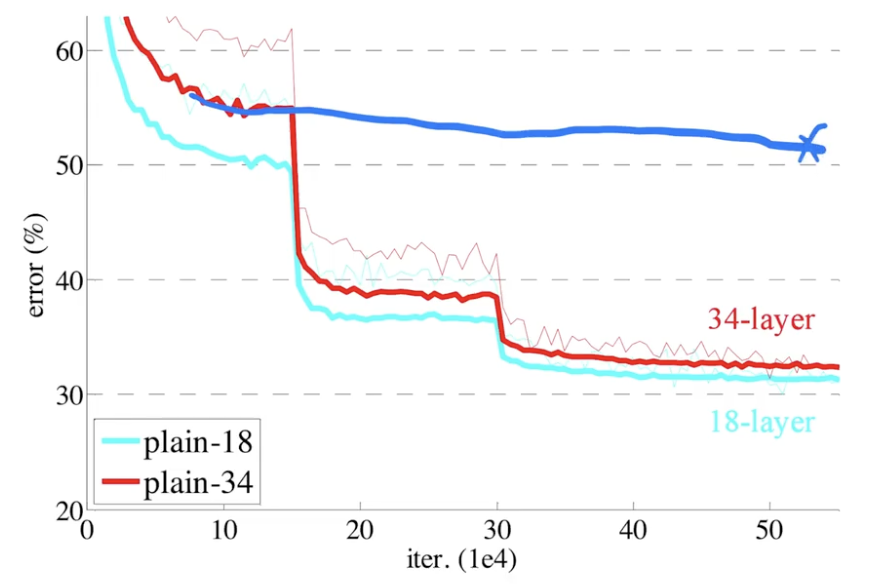 60
50
40
30
20
error (%)
34-layer
18-layer
plain-18
plain-34
0 10 20 30 40 50
iter. (1e4)